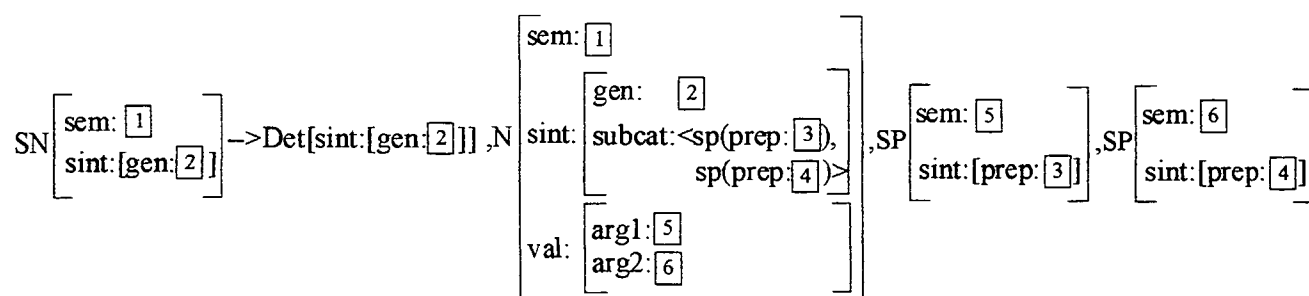 sem: 1
gen: 2
SN sem: 1 sint:[gen: 2 ] –>Det[sint:[gen: 2 ]] ,N sint: subcat:<sp(prep: 3 ), ,SP sem: 5 sint:[prep: 3 ] ,SP sem: 6 sint:[prep: 4 ]
sp(prep: 4 )>
val: arg1: 5
arg2: 6